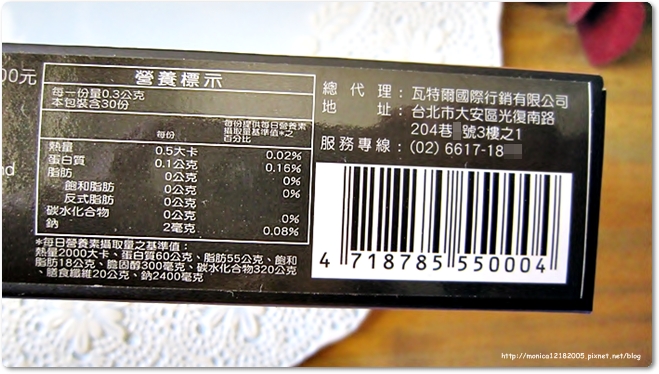 00元
營養標示
每一份量0.3公克
本包裝含30份
每份 每份提供每日營養素攝取量基準值*之百分比
熱量 0.5大卡 0.02%
蛋白質 0.1公克 0.16%
脂肪 0公克 0%
飽和脂肪 0公克 0%
反式脂肪 0公克
碳水化合物 0公克 0%
鈉 2毫克 0.08%
*每日營養素攝取量之基準值:
熱量2000大卡、蛋白質60公克、脂肪55公克、飽和
脂肪18公克、膽固醇300毫克、碳水化合物320公克
、膳食纖維20公克、鈉2400毫克
nd
總代理:瓦特爾國際行銷有限公司
地址:台北市大安區光復南路
204巷 號3樓之1
服務專線:(02) 6617-18
4 718785 550004
http://monica12182005.pixnet.net/blog